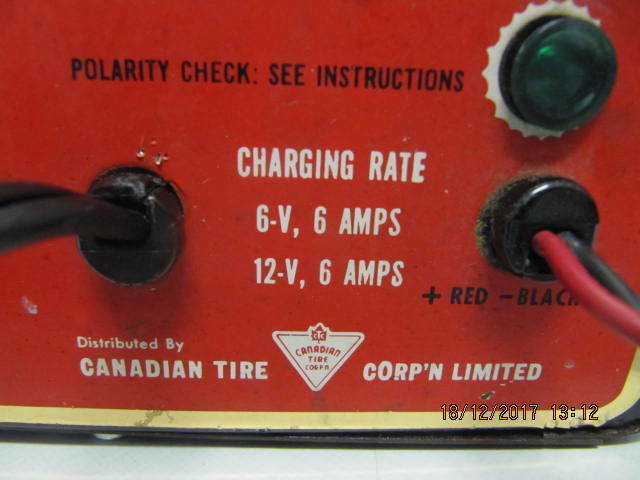 POLARITY CHECK: SEE INSTRUCTIONS
CHARGING RATE
6-V, 6 AMPS
12-V, 6 AMPS
+ RED - BLACK
Distributed By
CANADIAN TIRE CORP'N LIMITED
CTC
CANADIAN
TIRE
CORP'N
18/12/2017 13:12